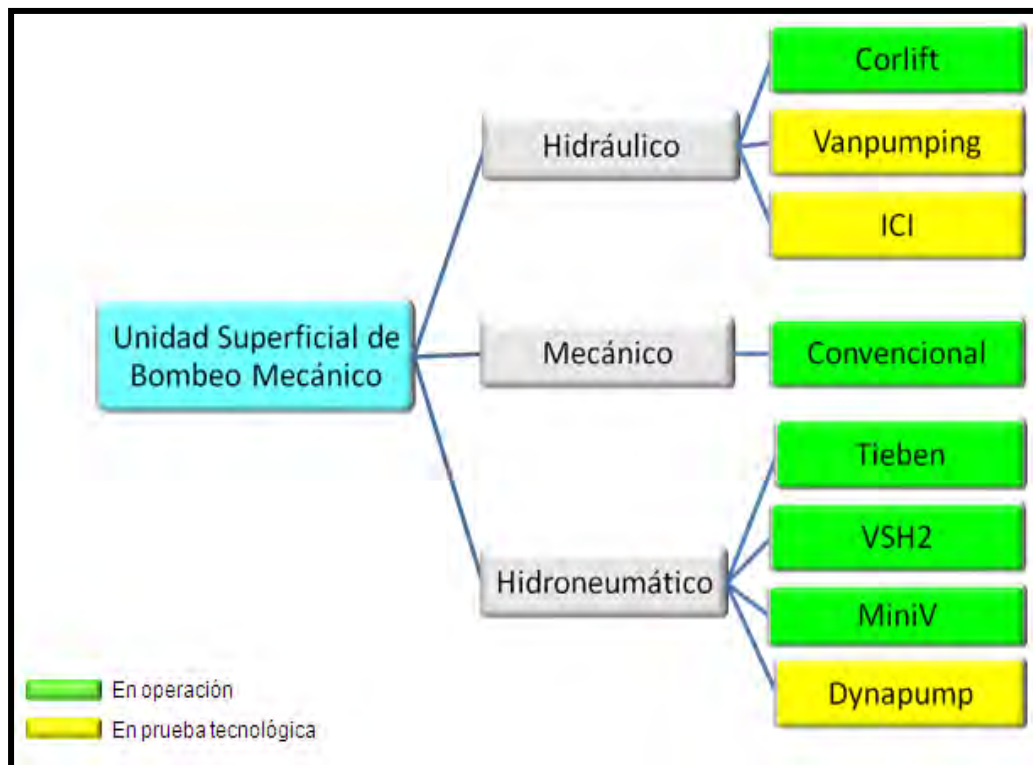 Unidad Superficial de
Bombeo Mecánico
Hidráulico
Corlift
Vanpumping
ICI
Mecánico
Convencional
Hidroneumático
Tieben
VSH2
MiniV
Dynapump
En operación
En prueba tecnológica